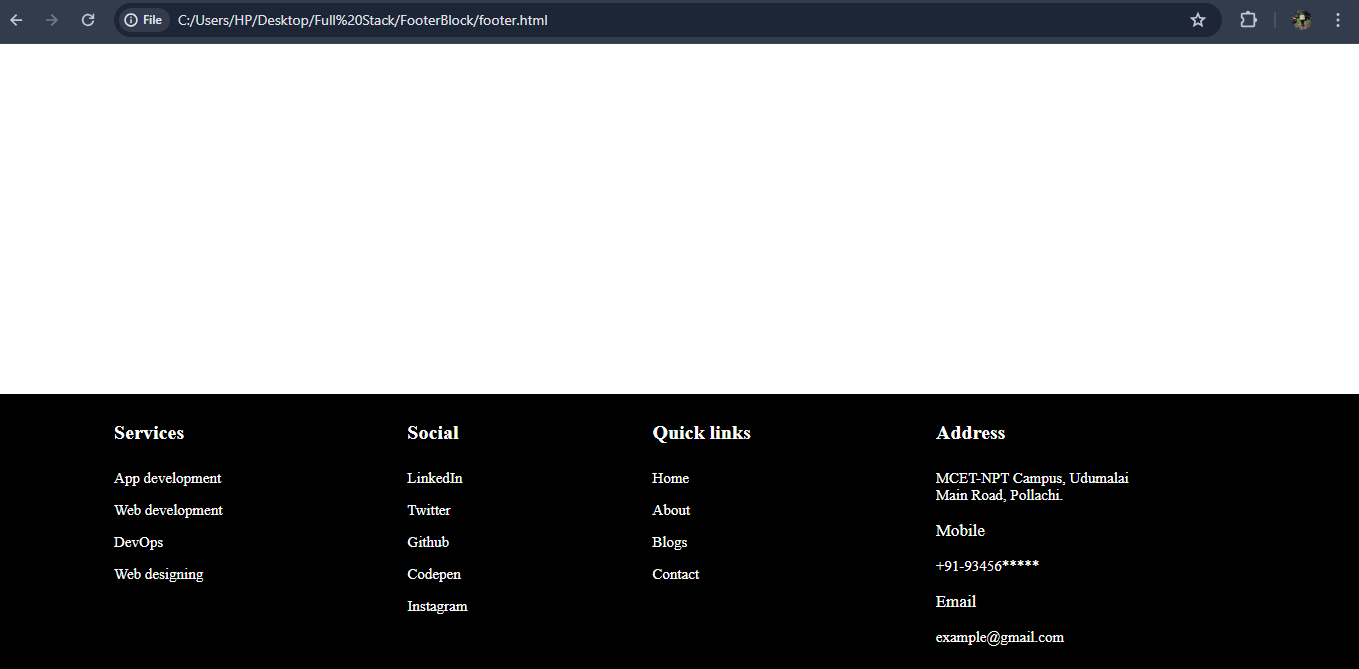 File C:/Users/HP/Desktop/Full%20Stack/FooterBlock/footer.html
Services
App development
Web development
DevOps
Web designing
Social
LinkedIn
Twitter
Github
Codepen
Instagram
Quick links
Home
About
Blogs
Contact
Address
MCET-NPT Campus, Udumalai
Main Road, Pollachi.
Mobile
+91-93456*****
Email
example@gmail.com